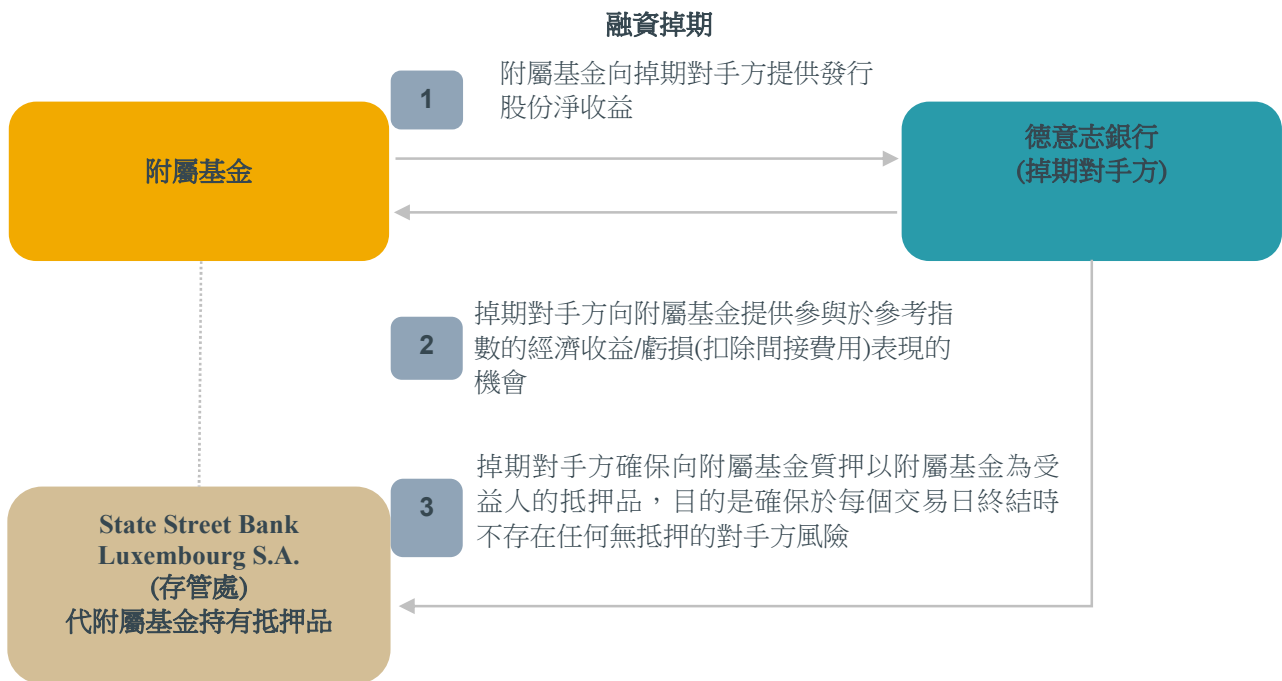 融資掉期
1
附屬基金向掉期對手方提供發行
股份淨收益
附屬基金
德意志銀行
(掉期對手方)
2
掉期對手方向附屬基金提供參與於參考指
數的經濟收益/虧損(扣除間接費用)表現的
機會
3
掉期對手方確保向附屬基金質押以附屬基金為受
益人的抵押品，目的是確保於每個交易日終結時
不存在任何無抵押的對手方風險
State Street Bank
Luxembourg S.A.
(存管處)
代附屬基金持有抵押品